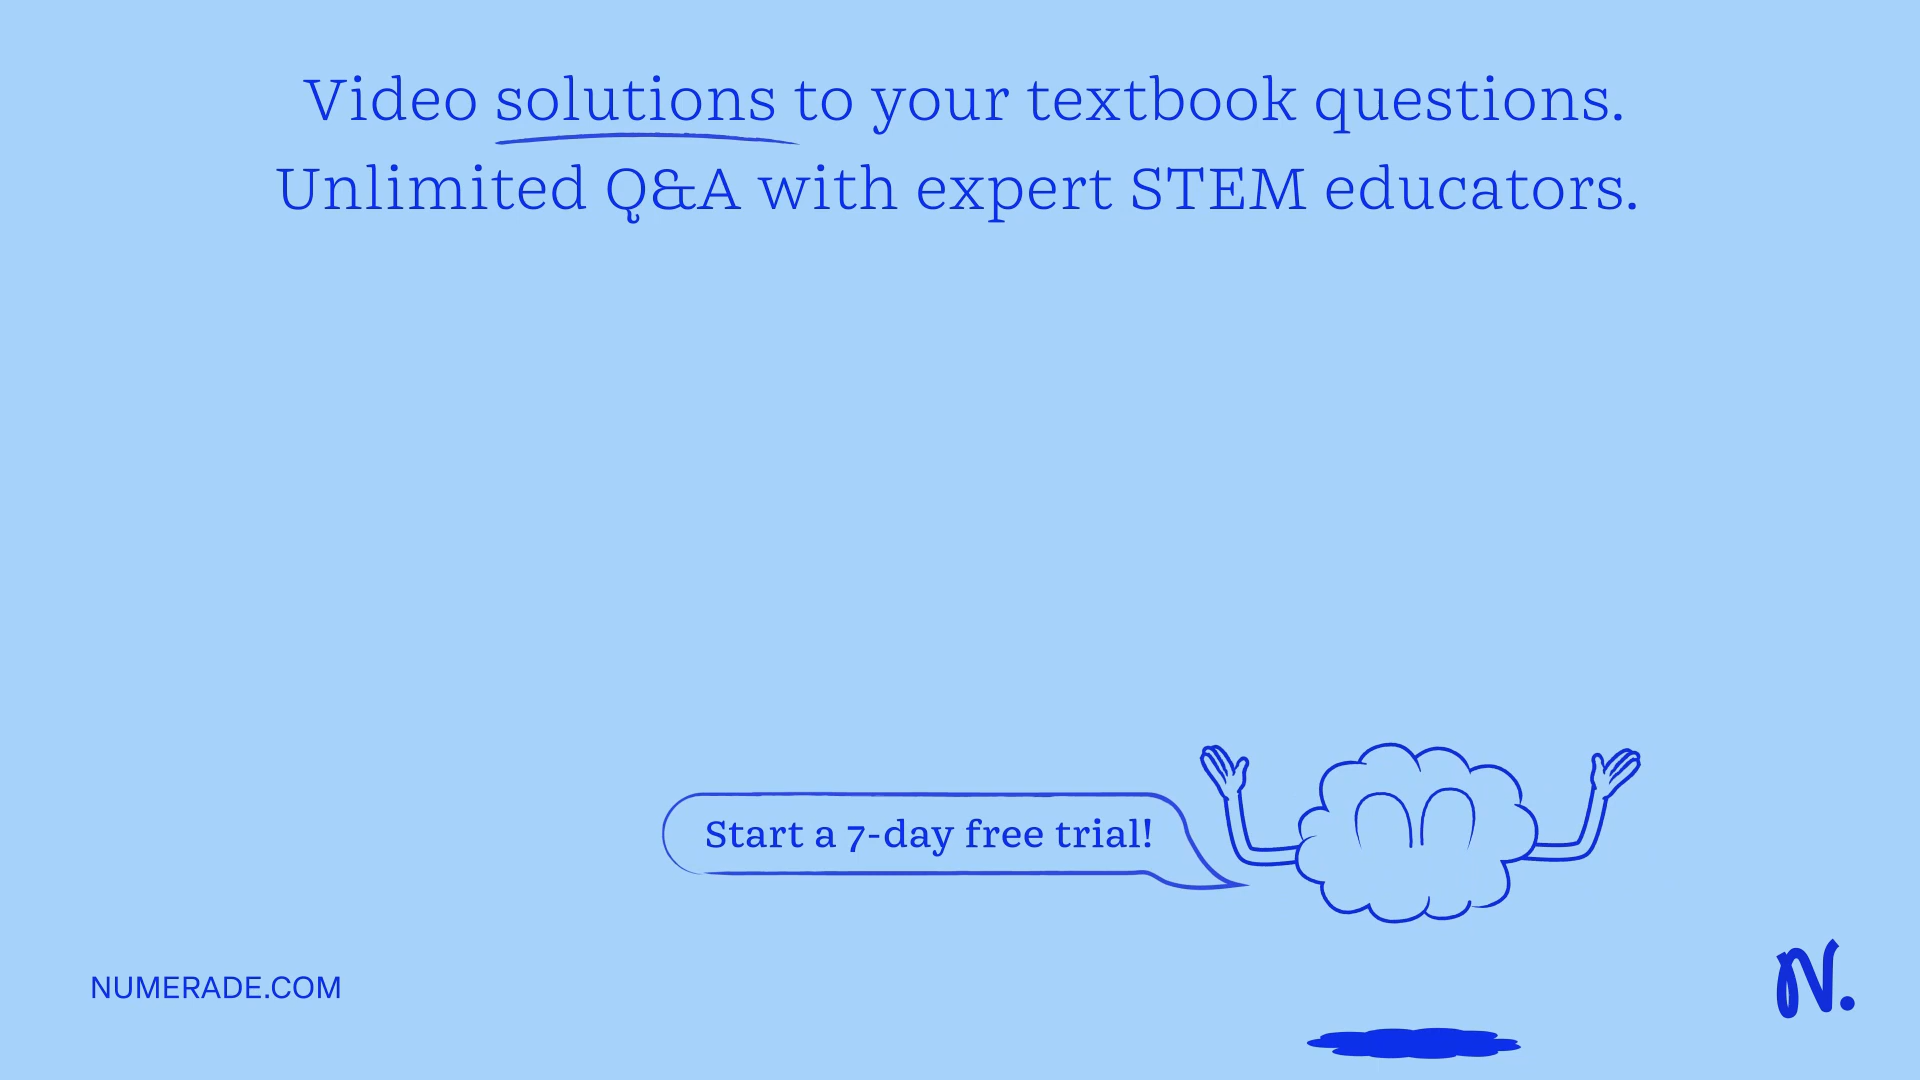 Video solutions to your textbook questions.
Unlimited Q&A with expert STEM educators.
Start a 7-day free trial!
NUMERADE.COM
N.